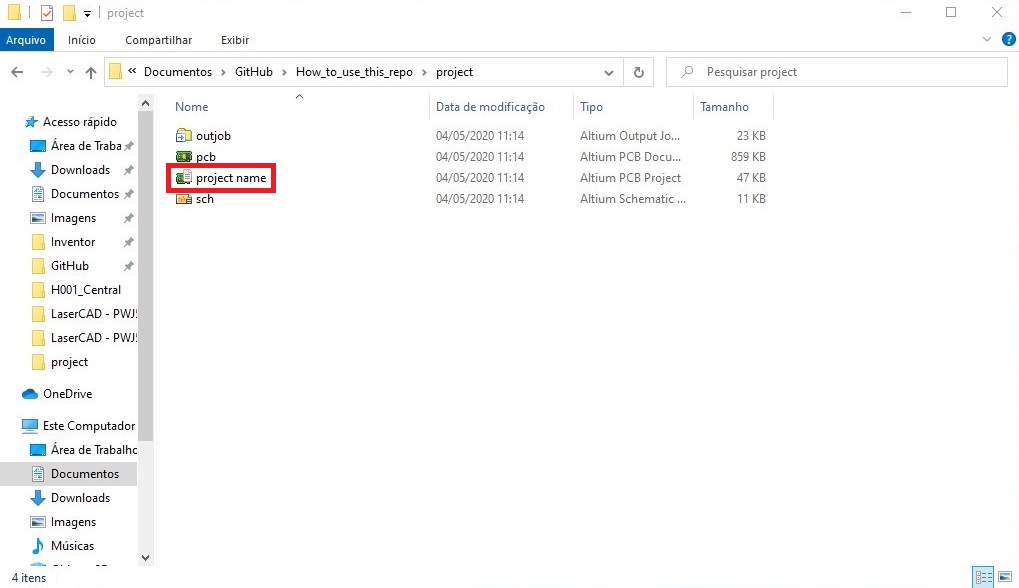 project
Arquivo Início Compartilhar Exibir ?
« Documentos › GitHub › How_to_use_this_repo › project Pesquisar project
Nome Data de modificação Tipo Tamanho
outjob 04/05/2020 11:14 Altium Output Jo... 23 KB
pcb 04/05/2020 11:14 Altium PCB Docu... 859 KB
project name 04/05/2020 11:14 Altium PCB Project 47 KB
sch 04/05/2020 11:14 Altium Schematic ... 11 KB
Acesso rápido
Área de Traba
Downloads
Documentos
Imagens
Inventor
GitHub
H001_Central
LaserCAD - PWJ
LaserCAD - PWJ
project
OneDrive
Este Computador
Área de Trabalho
Documentos
Downloads
Imagens
Músicas
4 itens